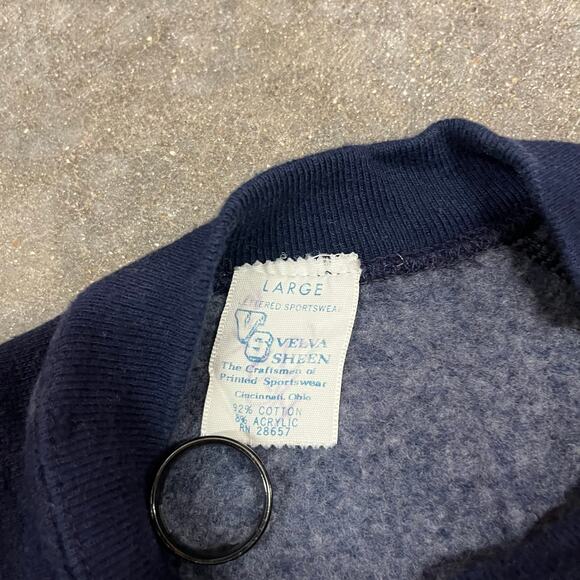 LARGE
LETTERED SPORTSWEAR
VS VELVA
SHEEN
The Craftsmen of
Printed Sportswear
Cincinnati, Ohio
92% COTTON
8% ACRYLIC
RN 28657